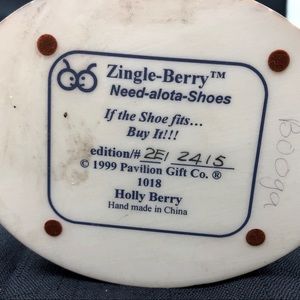 Zingle-Berry™
Need-alota-Shoes
If the Shoe fits...
Buy It!!!
edition/# 2E1 2415
© 1999 Pavilion Gift Co. ®
1018
Holly Berry
Hand made in China
Booga